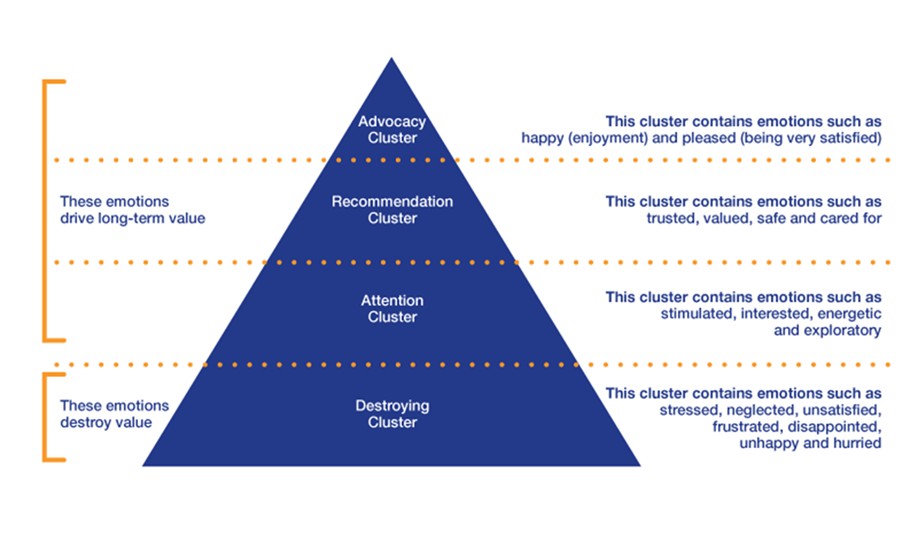 Advocacy
Cluster
This cluster contains emotions such as
happy (enjoyment) and pleased (being very satisfied)
These emotions
drive long-term value
Recommendation
Cluster
This cluster contains emotions such as
trusted, valued, safe and cared for
Attention
Cluster
This cluster contains emotions such as
stimulated, interested, energetic
and exploratory
These emotions
destroy value
Destroying
Cluster
This cluster contains emotions such as
stressed, neglected, unsatisfied,
frustrated, disappointed,
unhappy and hurried